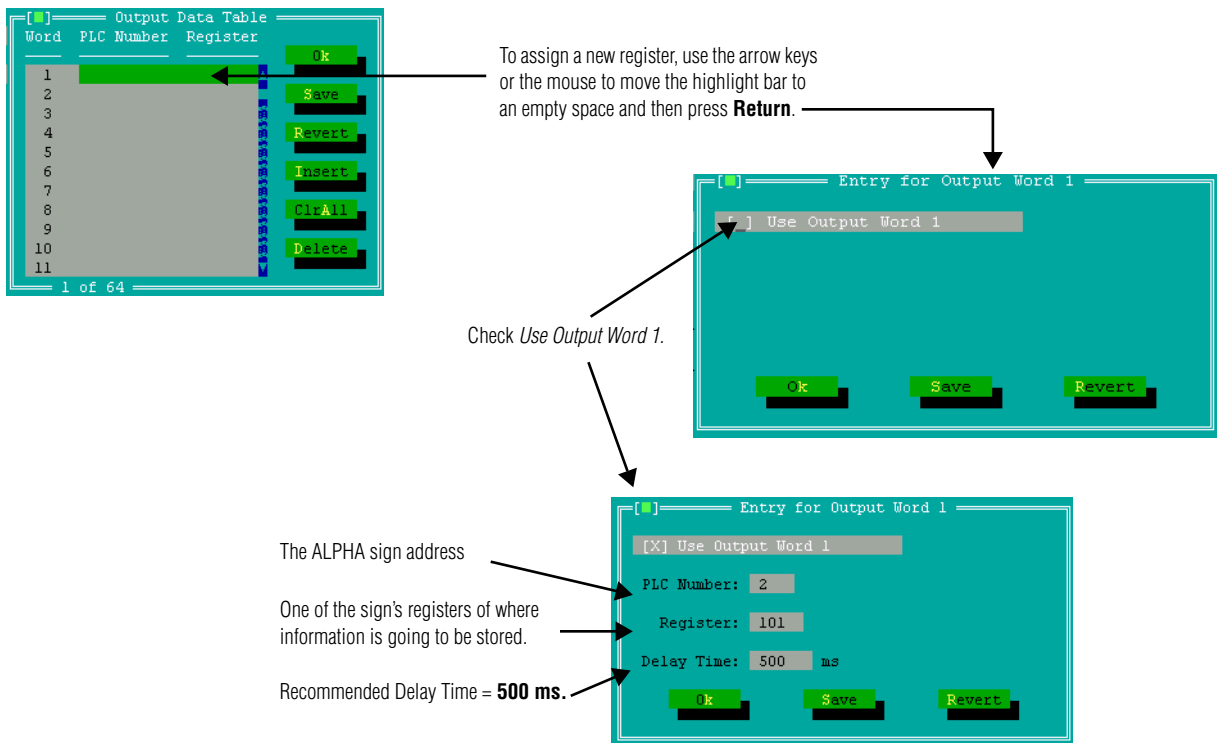 Output Data Table
Word PLC Number Register
1
2
3
4
5
6
7
8
9
10
11
1 of 64
Ok
Save
Revert
Insert
ClrAll
Delete
To assign a new register, use the arrow keys
or the mouse to move the highlight bar to
an empty space and then press Return.
[■] Entry for Output Word 1
[ ] Use Output Word 1
Ok Save Revert
Check Use Output Word 1.
[■] Entry for Output Word 1
[X] Use Output Word 1
PLC Number: 2
Register: 101
Delay Time: 500 ms
Ok Save Revert
The ALPHA sign address
One of the sign's registers of where
information is going to be stored.
Recommended Delay Time = 500 ms.